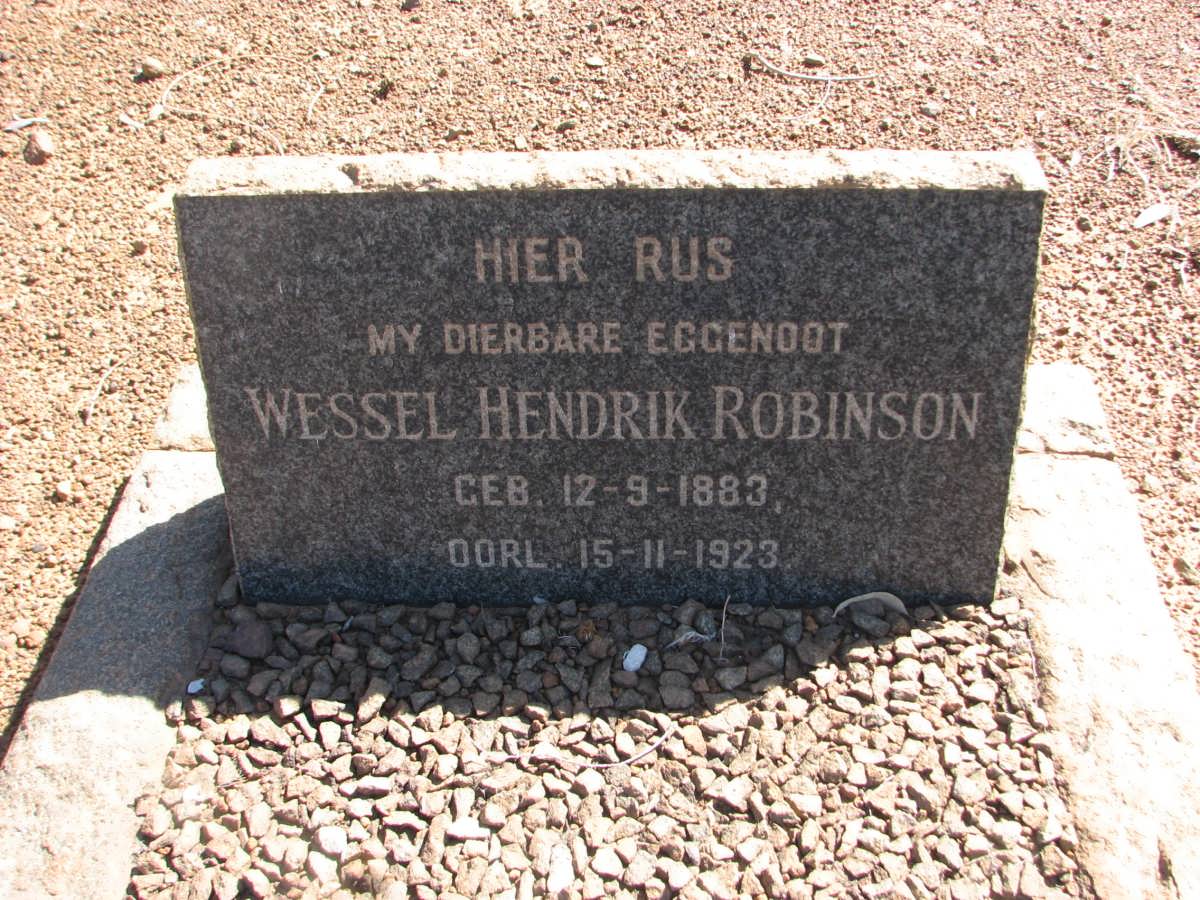 HIER RUS
MY DIERBARE EGGENOOT
WESSEL HENDRIK ROBINSON
GEB. 12-9-1883,
OORL. 15-11-1923.